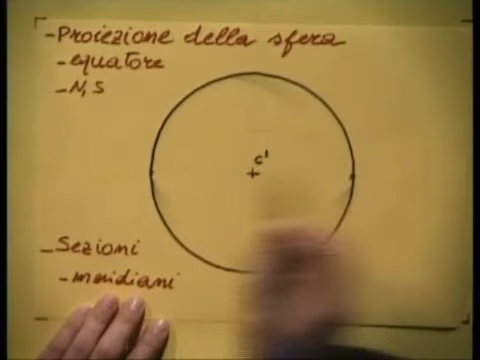 - Proiezione della sfera
- equatore
- N, S
C'
- Sezioni
- meridiani